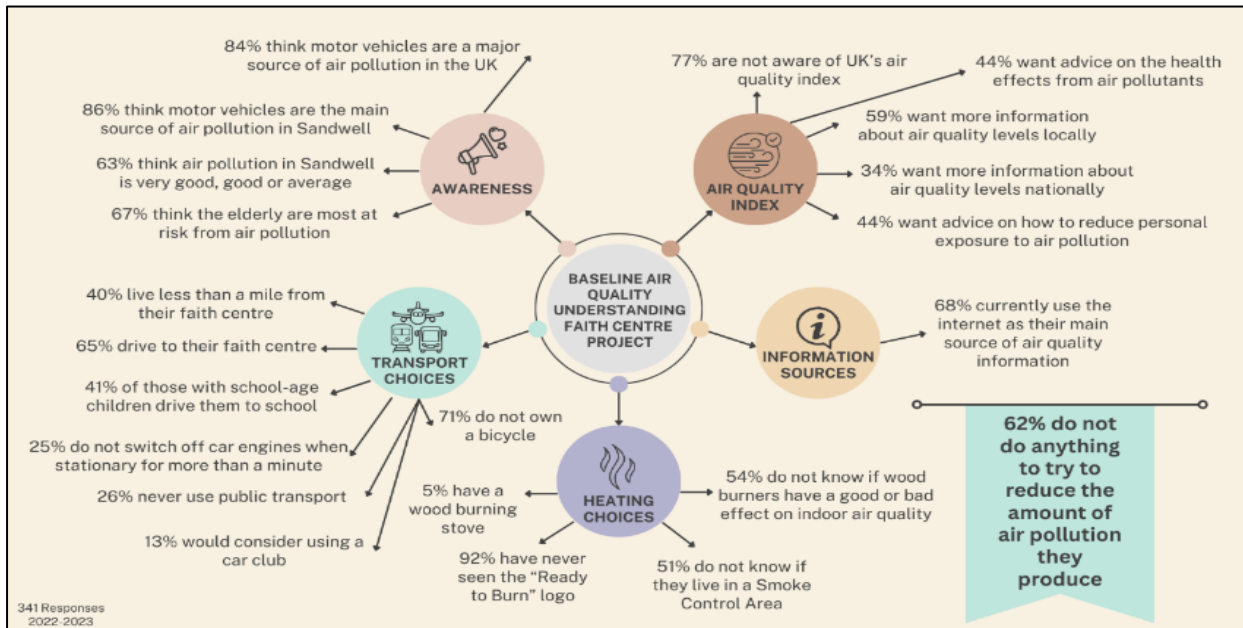 84% think motor vehicles are a major
source of air pollution in the UK
86% think motor vehicles are the main
source of air pollution in Sandwell
63% think air pollution in Sandwell
is very good, good or average
67% think the elderly are most at
risk from air pollution
AWARENESS
77% are not aware of UK's air
quality index
44% want advice on the health
effects from air pollutants
59% want more information
about air quality levels locally
34% want more information about
air quality levels nationally
44% want advice on how to reduce personal
exposure to air pollution
AIR QUALITY
INDEX
BASELINE AIR
QUALITY
UNDERSTANDING
FAITH CENTRE
PROJECT
40% live less than a mile from
their faith centre
65% drive to their faith centre
41% of those with school-age
children drive them to school
25% do not switch off car engines when
stationary for more than a minute
26% never use public transport
13% would consider using a
car club
71% do not own
a bicycle
TRANSPORT
CHOICES
INFORMATION
SOURCES
68% currently use the
internet as their main
source of air quality
information
HEATING
CHOICES
5% have a
wood burning
stove
92% have never
seen the "Ready
to Burn" logo
51% do not know if
they live in a Smoke
Control Area
54% do not know if wood
burners have a good or bad
effect on indoor air quality
62% do not
do anything
to try to
reduce the
amount of
air pollution
they
produce
341 Responses
2022-2023